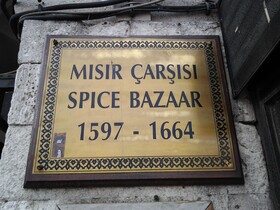 MISIR ÇARŞISI
SPICE BAZAAR
1597 - 1664